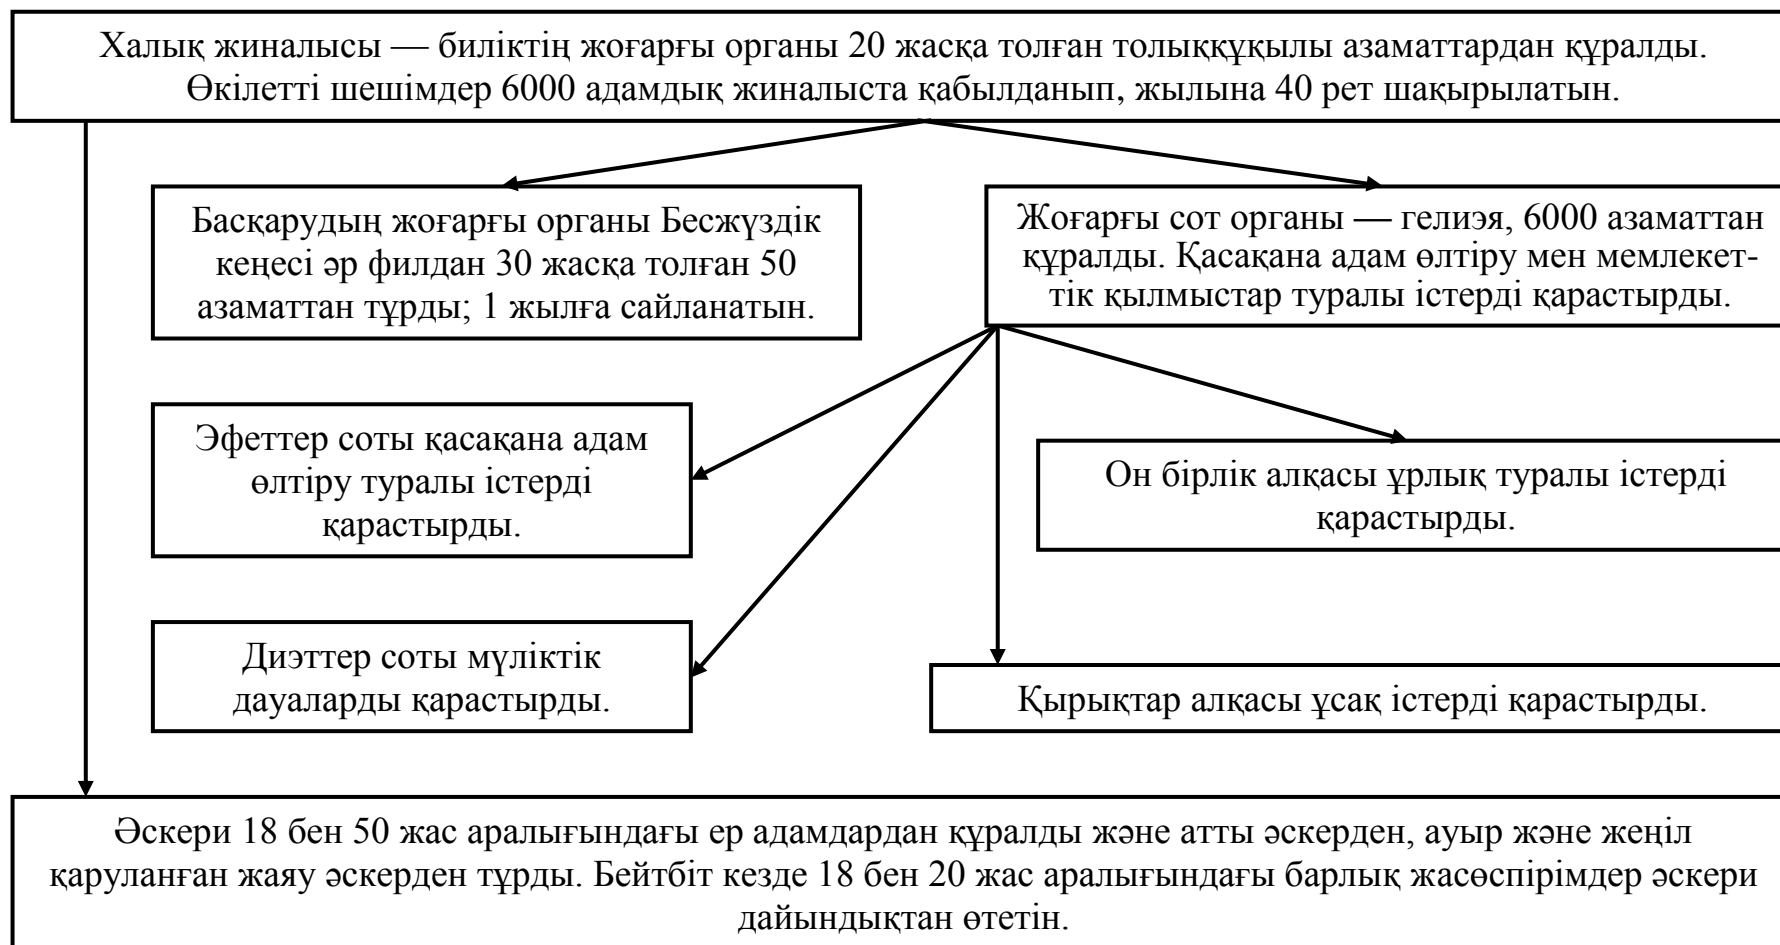 Халық жиналысы — биліктің жоғарғы органы 20 жасқа толған толыққұқылы азаматтардан құралды.
Өкілетті шешімдер 6000 адамдық жиналыста қабылданып, жылына 40 рет шақырылатын.
Басқарудың жоғарғы органы Бесжүздік
кеңесі әр филдан 30 жасқа толған 50
азаматтан тұрды; 1 жылға сайланатын.
Жоғарғы сот органы — гелиэя, 6000 азаматтан
құралды. Қасақана адам өлтіру мен мемлекет-
тік қылмыстар туралы істерді қарастырды.
Эфеттер соты қасақана адам
өлтіру туралы істерді
қарастырды.
Он бірлік алқасы ұрлық туралы істерді
қарастырды.
Диэттер соты мүліктік
дауаларды қарастырды.
Қырықтар алқасы ұсақ істерді қарастырды.
Әскери 18 бен 50 жас аралығындағы ер адамдардан құралды және атты әскерден, ауыр және жеңіл
қаруланған жаяу әскерден тұрды. Бейтбіт кезде 18 бен 20 жас аралығындағы барлық жасөспірімдер әскери
дайындықтан өтетін.